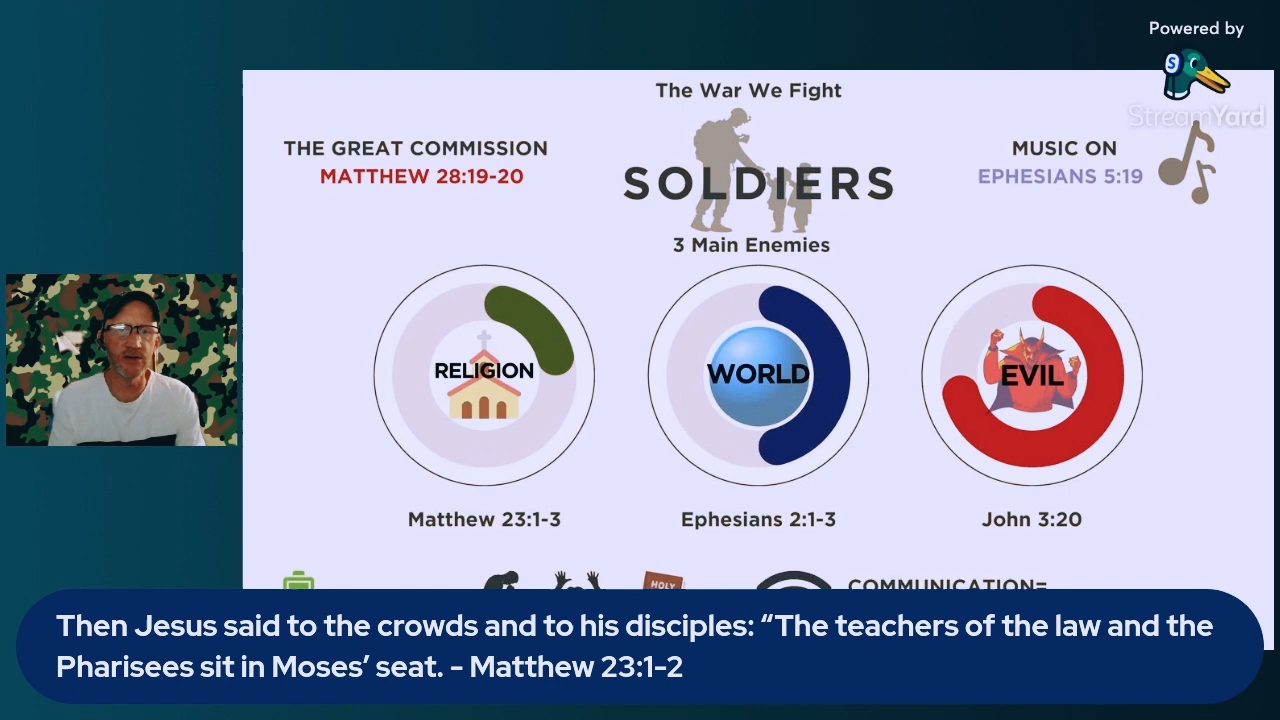 Powered by
S
StreamYard
The War We Fight
THE GREAT COMMISSION
MATTHEW 28:19-20
SOLDIERS
MUSIC ON
EPHESIANS 5:19
3 Main Enemies
RELIGION
WORLD
EVIL
Matthew 23:1-3
Ephesians 2:1-3
John 3:20
HOLY
COMMUNICATION=
Then Jesus said to the crowds and to his disciples: “The teachers of the law and the
Pharisees sit in Moses’ seat. - Matthew 23:1-2